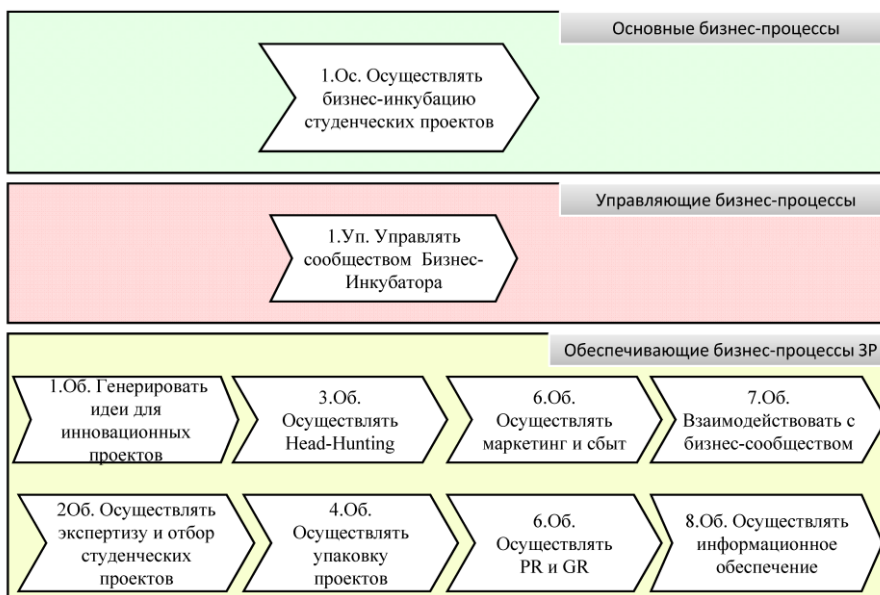 Основные бизнес-процессы
1.Ос. Осуществлять
бизнес-инкубацию
студенческих проектов
Управляющие бизнес-процессы
1.Уп. Управлять
сообществом Бизнес-
Инкубатора
Обеспечивающие бизнес-процессы ЗР
1.Об. Генерировать
идеи для
инновационных
проектов
3.Об.
Осуществлять
Head-Hunting
6.Об.
Осуществлять
маркетинг и сбыт
7.Об.
Взаимодействовать с
бизнес-сообществом
2Об. Осуществлять
экспертизу и отбор
студенческих
проектов
4.Об.
Осуществлять
упаковку
проектов
6.Об.
Осуществлять
PR и GR
8.Об. Осуществлять
информационное
обеспечение